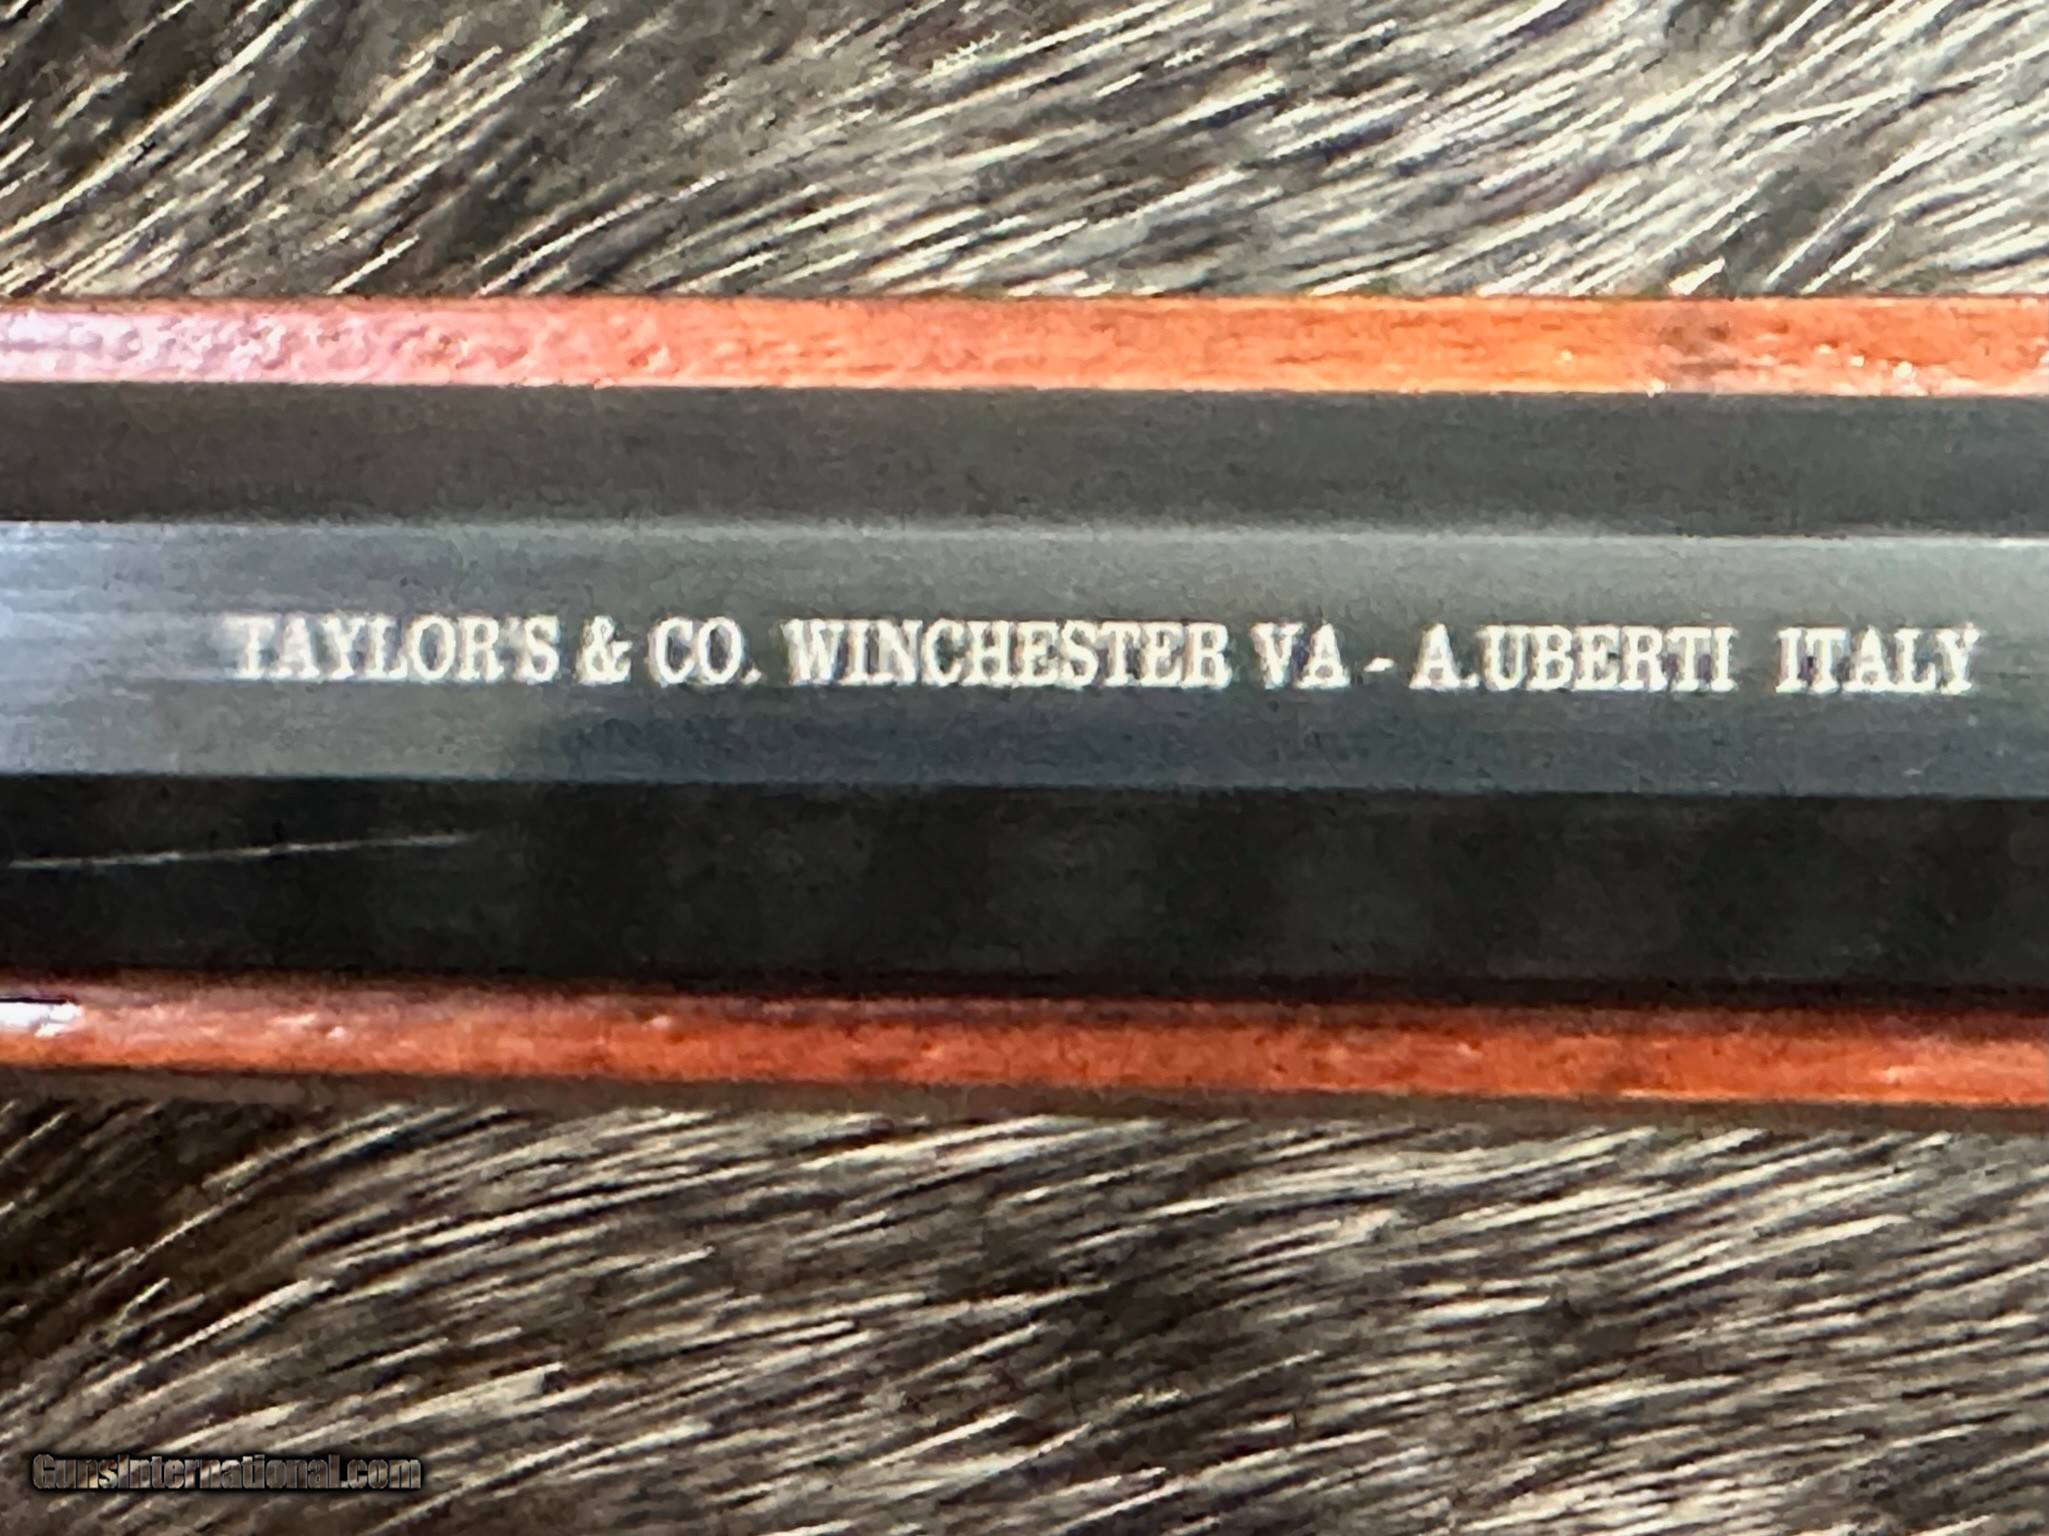 TAYLOR'S & CO. WINCHESTER VA - A.UBERTI ITALY
GunsInternational.com